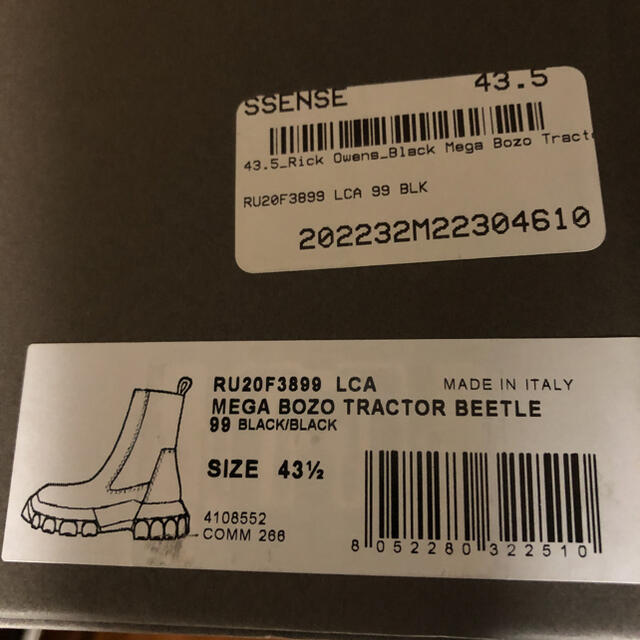 SSENSE 43.5
43.5_Rick Owens_Black Mega Bozo Tract
RU20F3899 LCA 99 BLK
202232M22304610
RU20F3899 LCA MADE IN ITALY
MEGA BOZO TRACTOR BEETLE
99 BLACK/BLACK
SIZE 43½
4108552
COMM 266
8 052280 322510